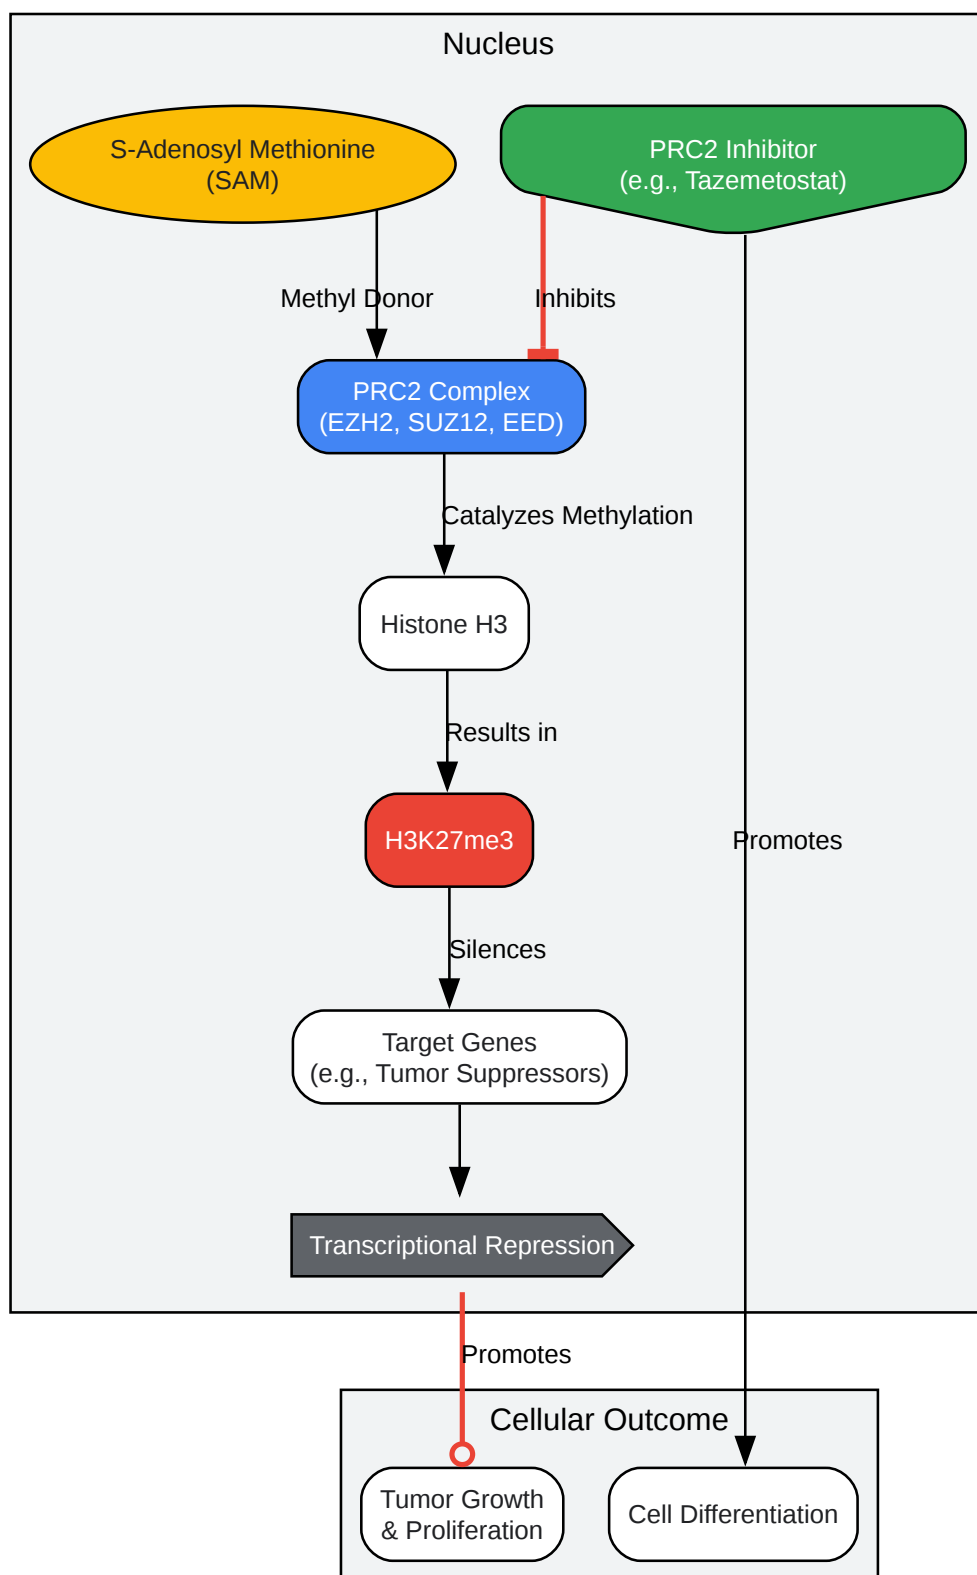 Nucleus
S-Adenosyl Methionine
(SAM)
PRC2 Inhibitor
(e.g., Tazemetostat)
Methyl Donor
Inhibits
PRC2 Complex
(EZH2, SUZ12, EED)
Catalyzes Methylation
Histone H3
Results in
H3K27me3
Promotes
Silences
Target Genes
(e.g., Tumor Suppressors)
Transcriptional Repression
Promotes
Cellular Outcome
Tumor Growth
& Proliferation
Cell Differentiation